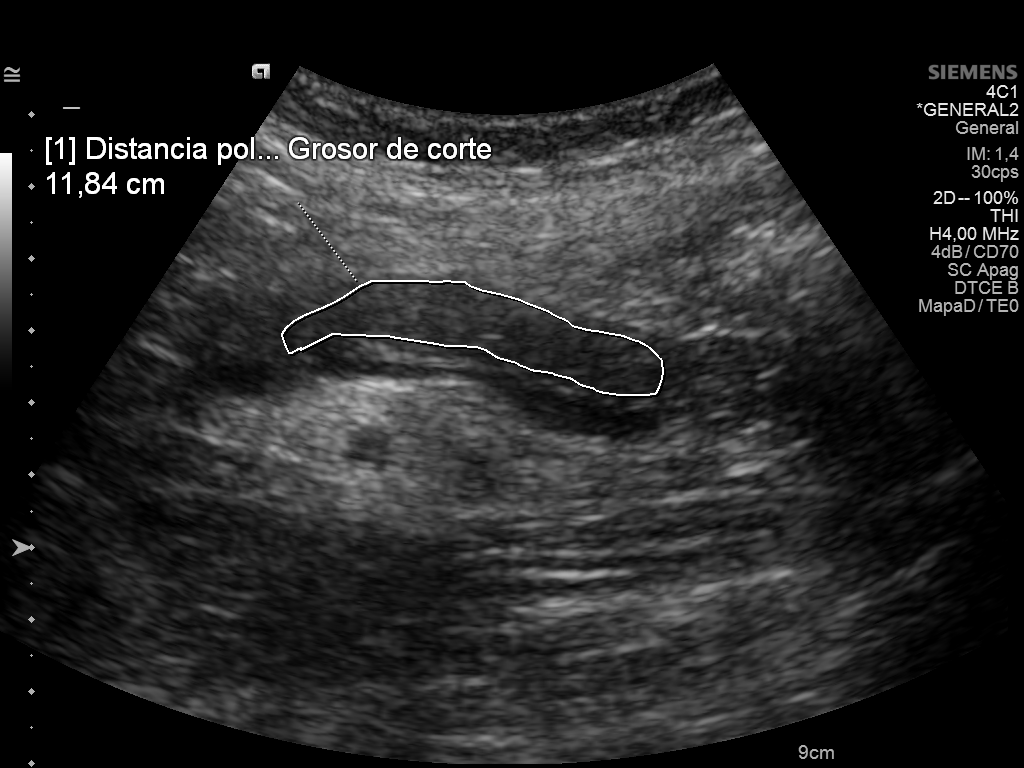 [1] Distancia pol... Grosor de corte
11,84 cm
SIEMENS
4C1
*GENERAL2
General
IM: 1,4
30cps
2D--100%
THI
H4,00 MHz
4dB/CD70
SC Apag
DTCE B
MapaD/TE0
9cm